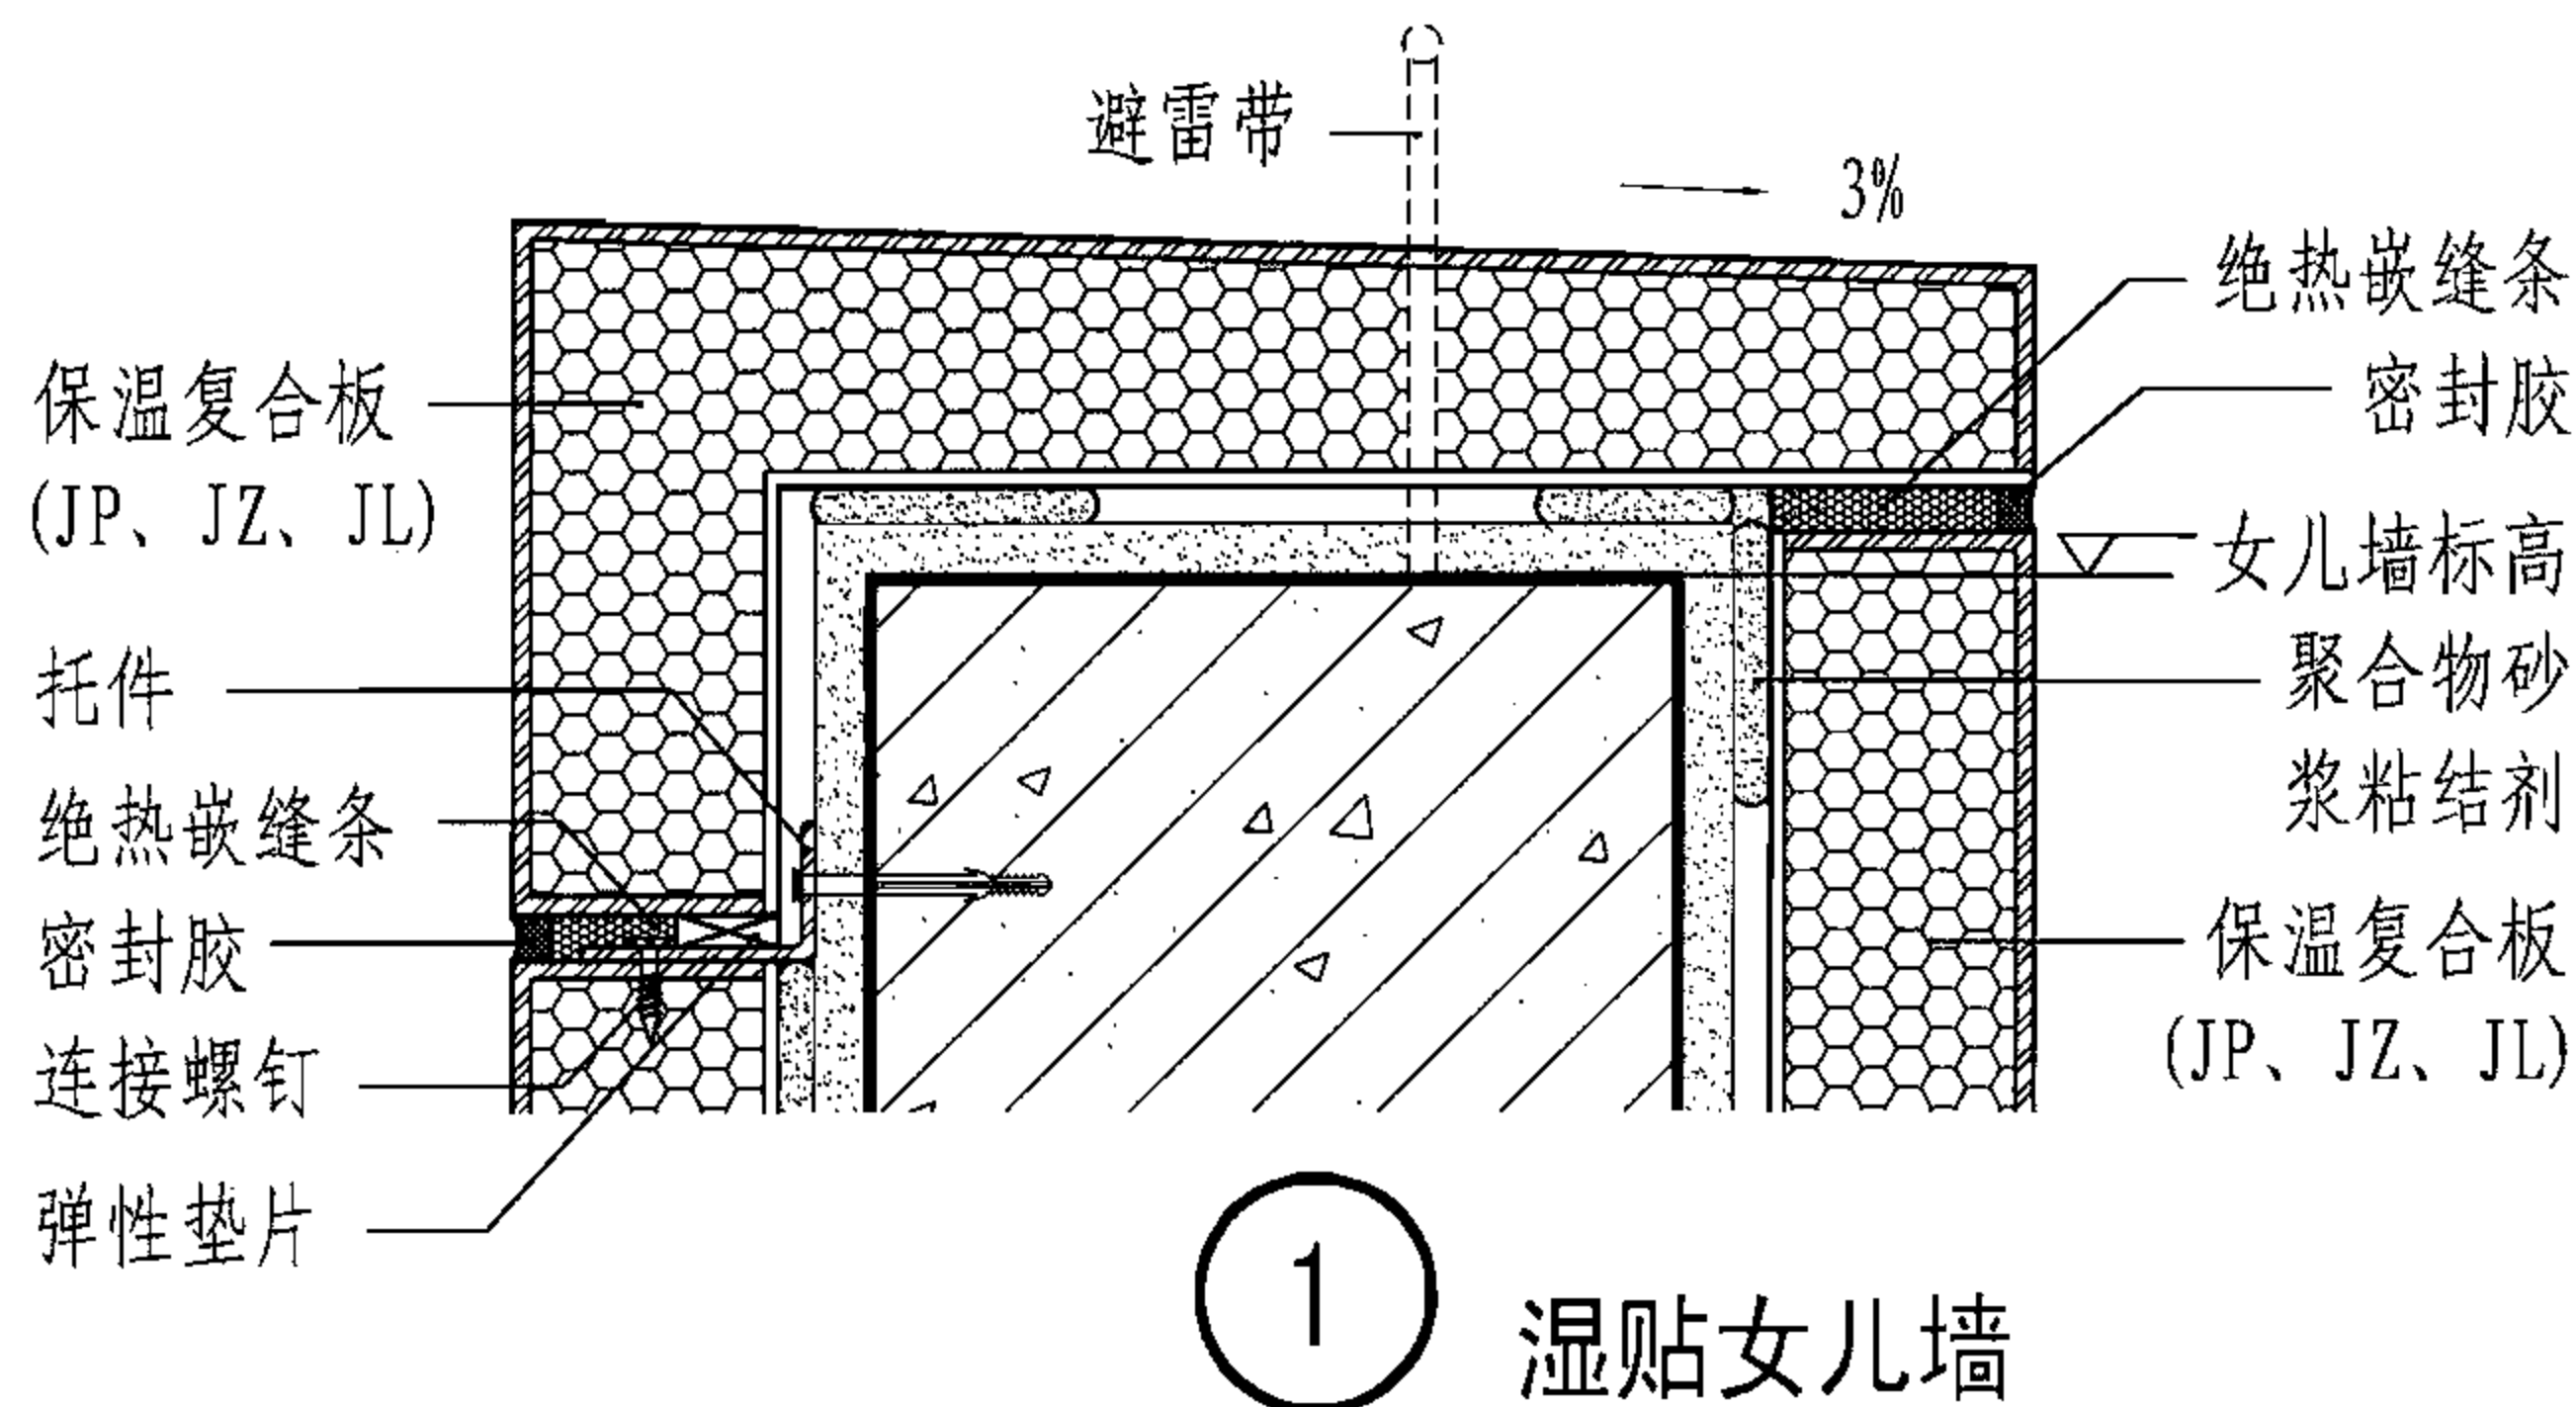 避雷带
3%
保温复合板
(JP、JZ、JL)
托件
绝热嵌缝条
密封胶
连接螺钉
弹性垫片
绝热嵌缝条
密封胶
女儿墙标高
聚合物砂
浆粘结剂
保温复合板
(JP、JZ、JL)
1
湿贴女儿墙